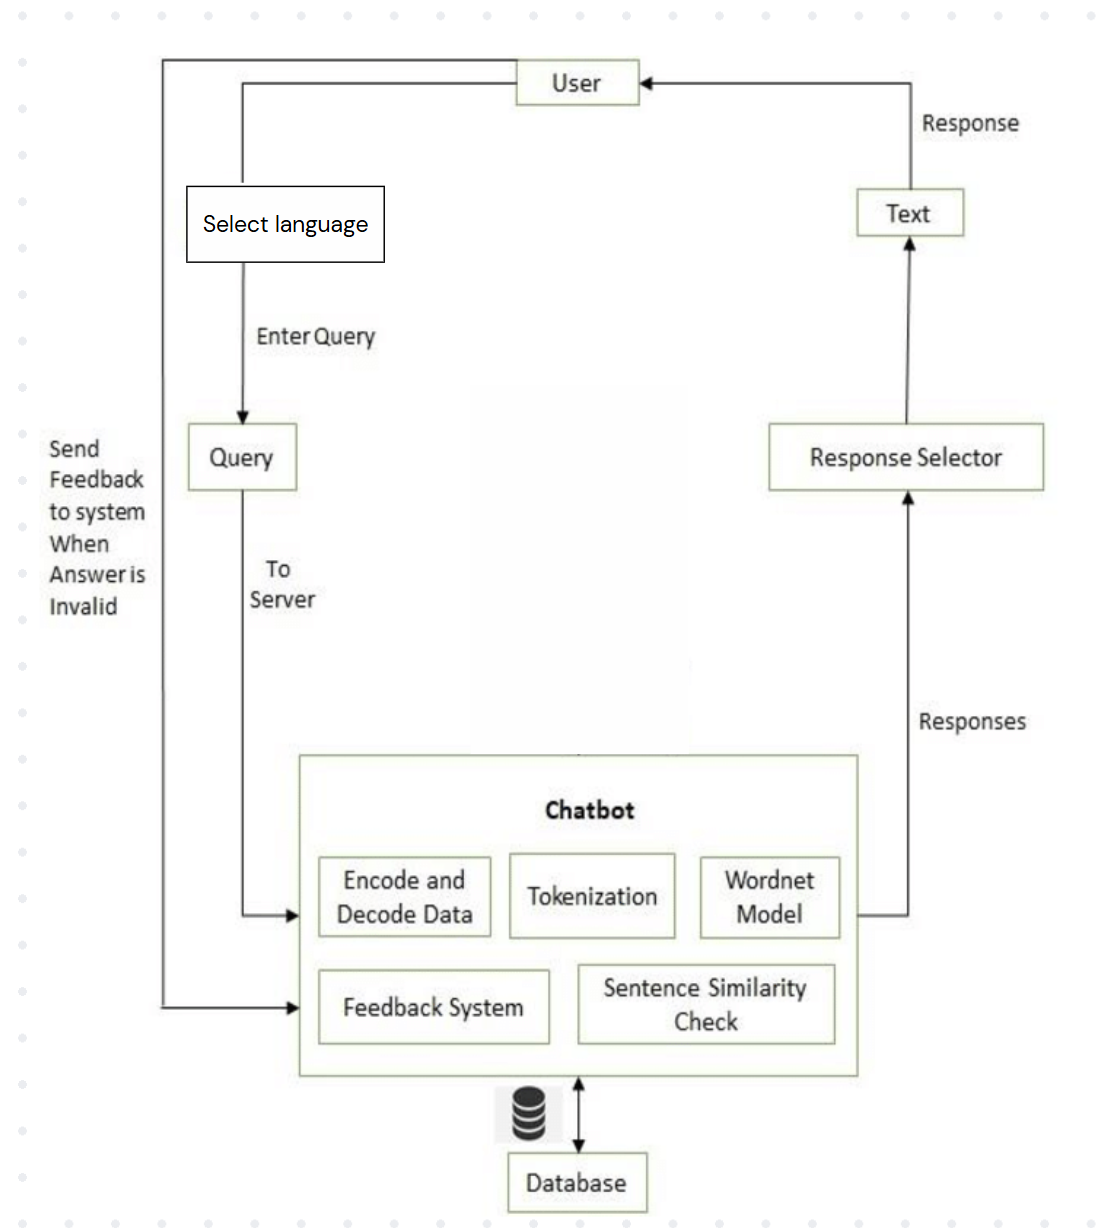 User
Response
Select language
Text
Enter Query
Send
Feedback
to system
When
Answer is
Invalid
Query
Response Selector
To
Server
Responses
Chatbot
Encode and
Decode Data
Tokenization
Wordnet
Model
Feedback System
Sentence Similarity
Check
Database